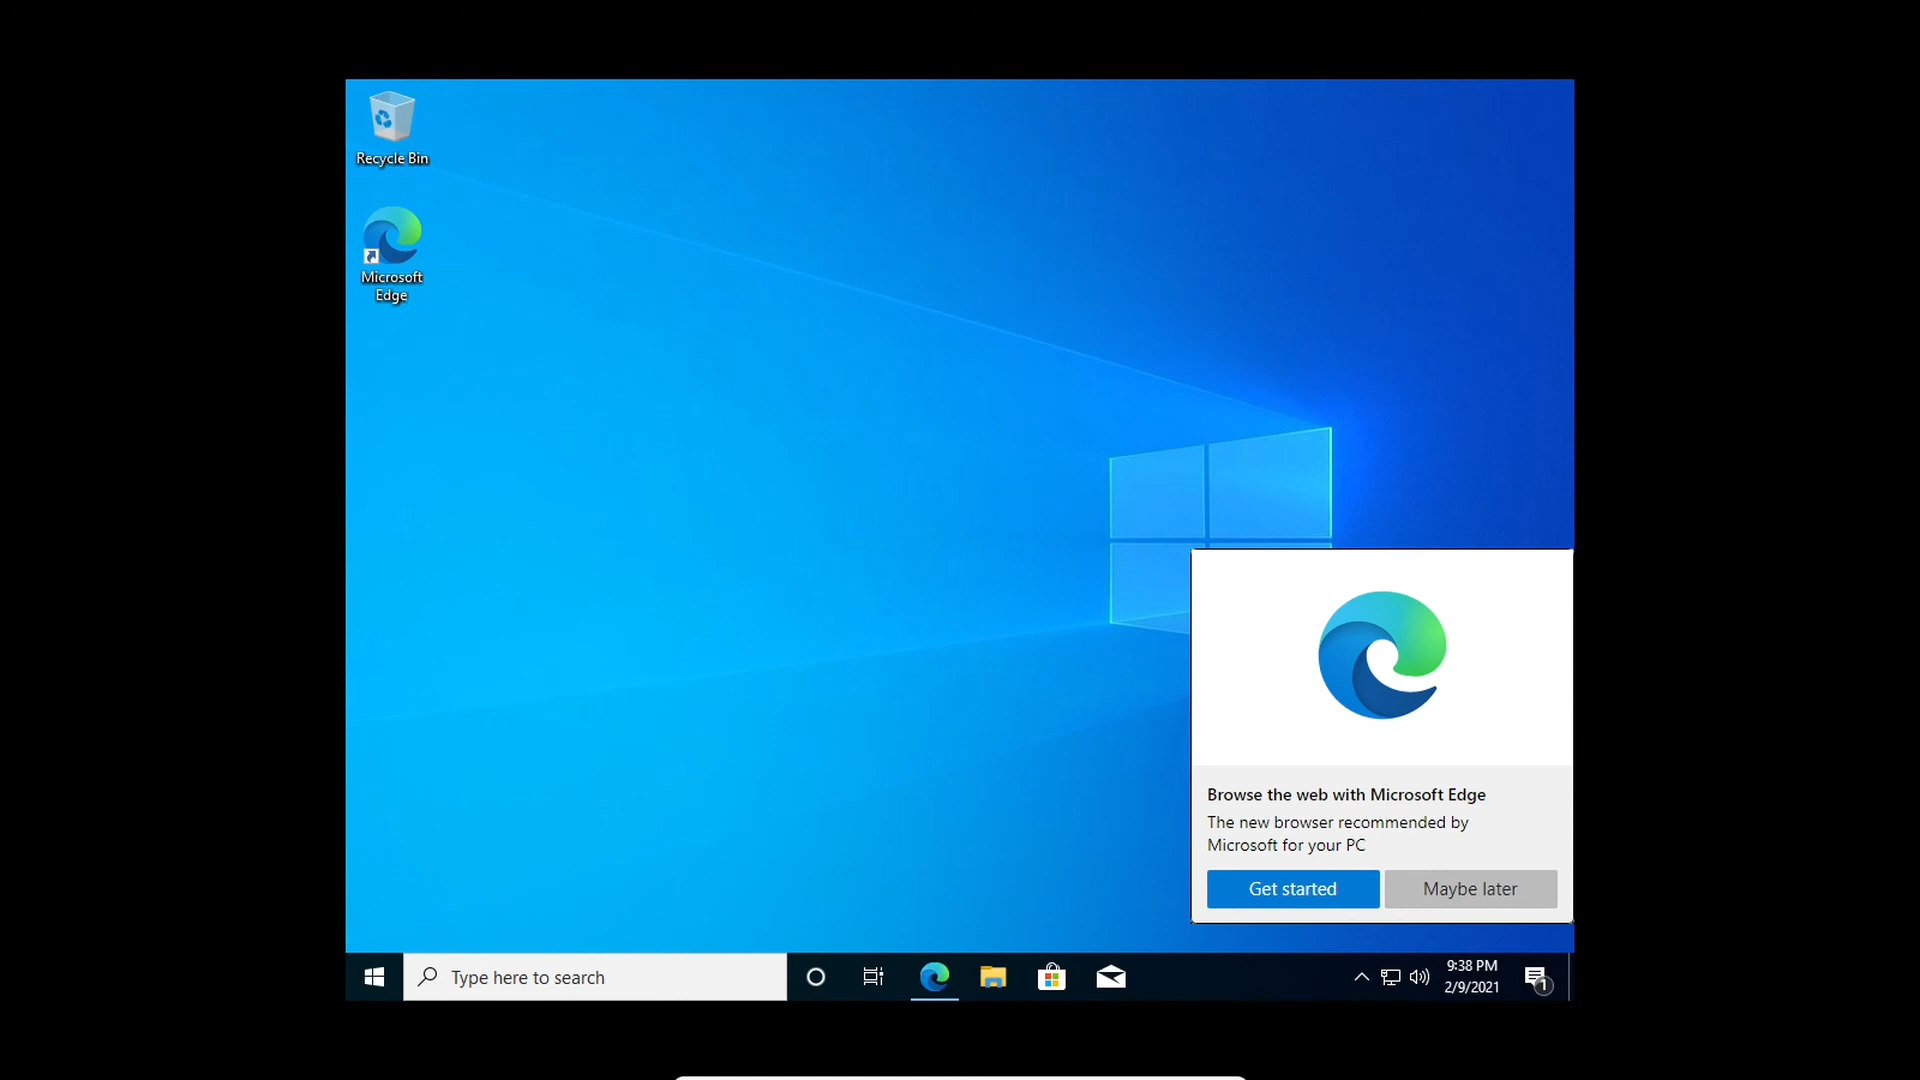 Recycle Bin
Microsoft
Edge
Browse the web with Microsoft Edge
The new browser recommended by
Microsoft for your PC
Get started
Maybe later
Type here to search
9:38 PM
2/9/2021
1